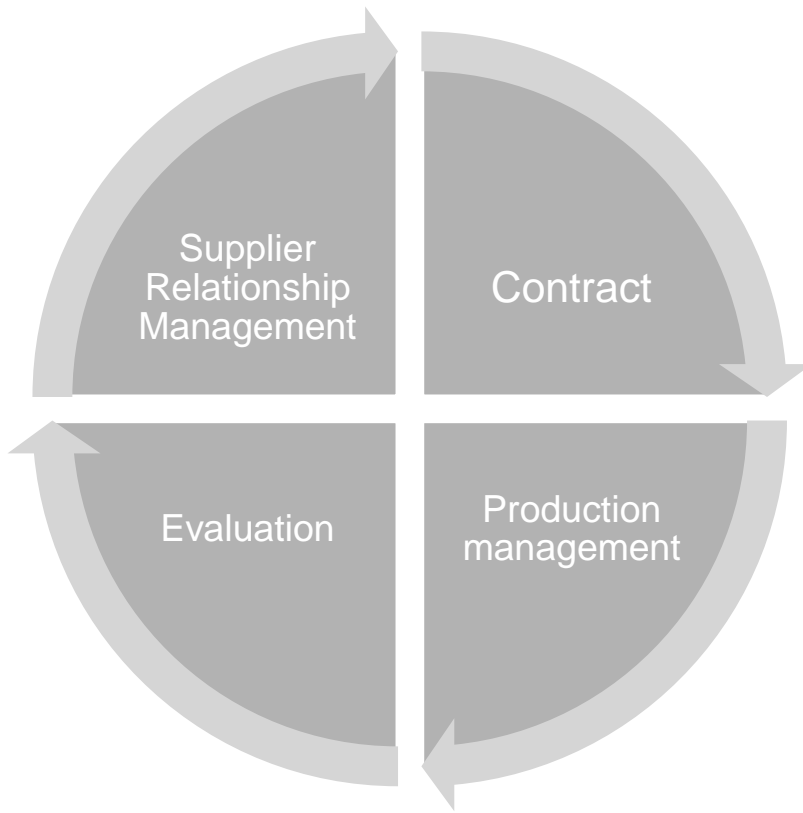 Supplier
Relationship
Management
Contract
Evaluation
Production
management